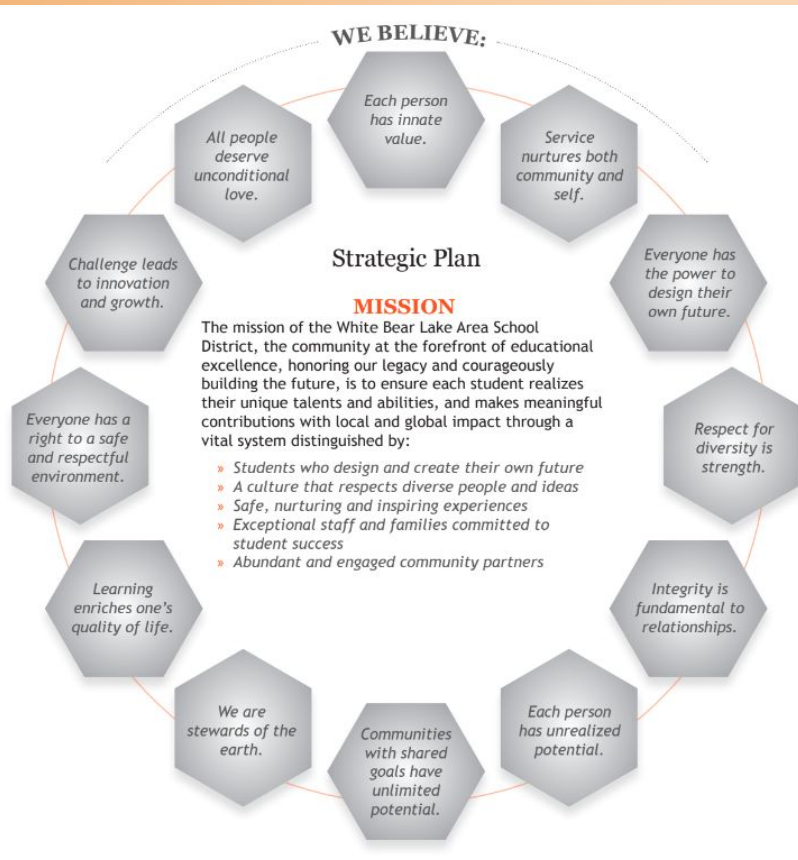 WE BELIEVE:
Each person
has innate
value.
Service
nurtures both
community and
self.
Everyone has
the power to
design their
own future.
Respect for
diversity is
strength.
Integrity is
fundamental to
relationships.
Each person
has unrealized
potential.
Communities
with shared
goals have
unlimited
potential.
We are
stewards of the
earth.
Learning
enriches one’s
quality of life.
Everyone has a
right to a safe
and respectful
environment.
Challenge leads
to innovation
and growth.
All people
deserve
unconditional
love.
Strategic Plan
MISSION
The mission of the White Bear Lake Area School
District, the community at the forefront of educational
excellence, honoring our legacy and courageously
building the future, is to ensure each student realizes
their unique talents and abilities, and makes meaningful
contributions with local and global impact through a
vital system distinguished by:
» Students who design and create their own future
» A culture that respects diverse people and ideas
» Safe, nurturing and inspiring experiences
» Exceptional staff and families committed to
student success
» Abundant and engaged community partners